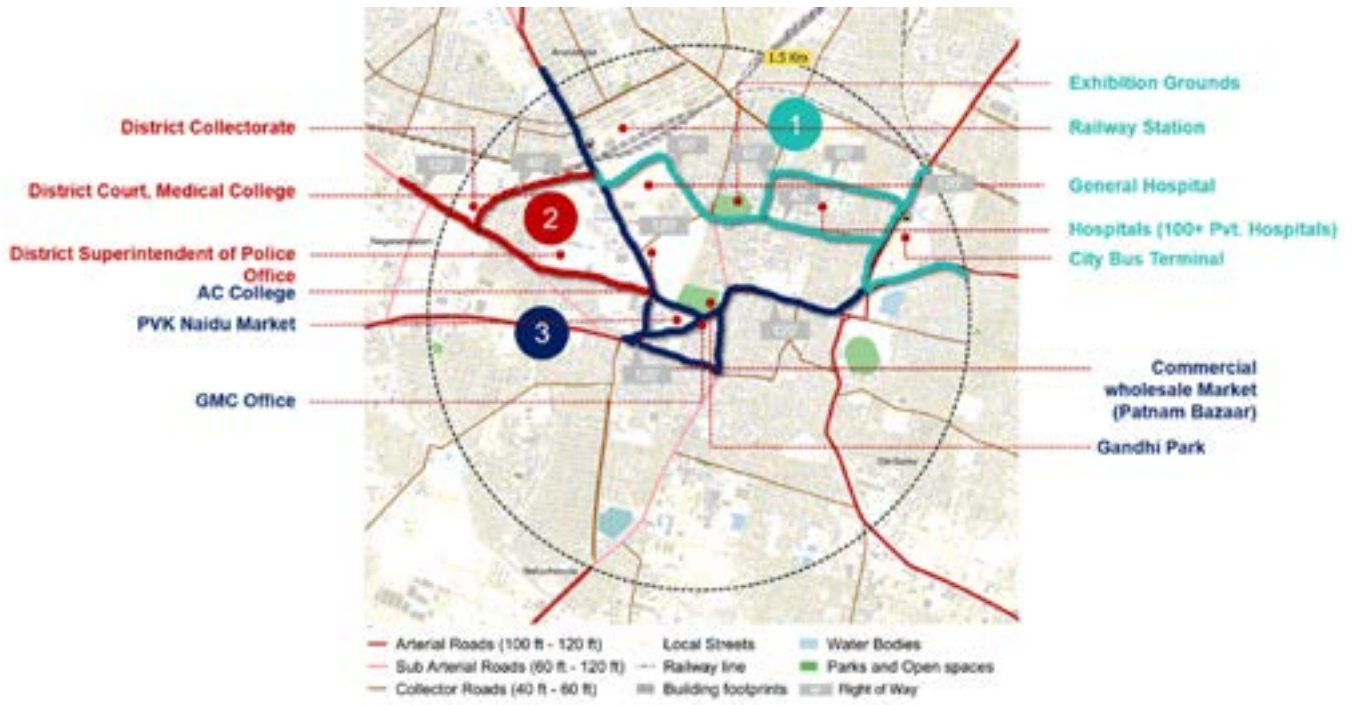 1.5 Km
1
2
3
District Collectorate
District Court, Medical College
District Superintendent of Police
Office
AC College
PVK Naidu Market
GMC Office
Exhibition Grounds
Railway Station
General Hospital
Hospitals (100+ Pvt. Hospitals)
City Bus Terminal
Commercial
wholesale Market
(Patnam Bazaar)
Gandhi Park
Arterial Roads (100 ft - 120 ft)
Sub Arterial Roads (60 ft - 120 ft)
Collector Roads (40 ft - 60 ft)
Local Streets
Railway line
Building footprints
Water Bodies
Parks and Open spaces
Right of Way